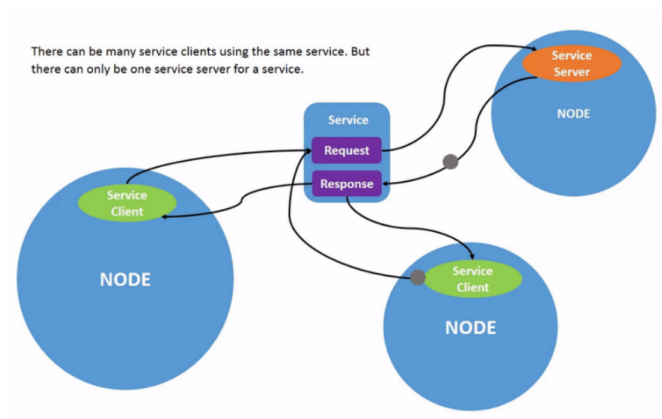 There can be many service clients using the same service. But
there can only be one service server for a service.
Service
Server
NODE
Service
Request
Response
Service
Client
NODE
Service
Client
NODE